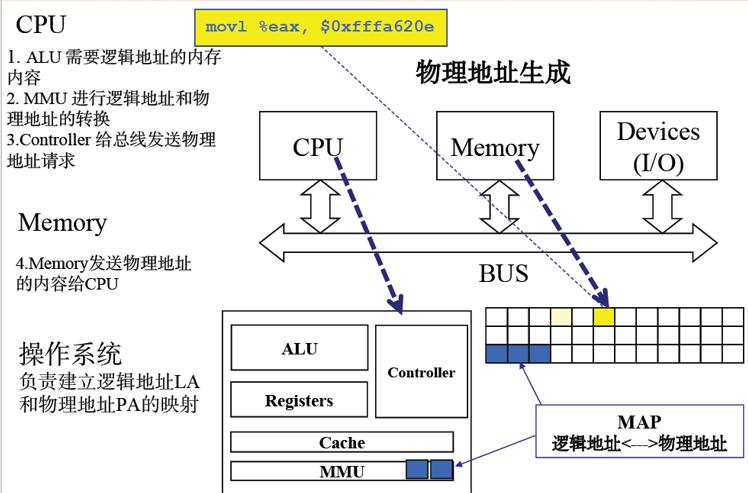 CPU
movl %eax, $0xfffa620e
1. ALU 需要逻辑地址的内存
内容
2. MMU 进行逻辑地址和物
理地址的转换
3.Controller 给总线发送物理
地址请求
物理地址生成
CPU
Memory
Devices
(I/O)
Memory
4.Memory发送物理地址
的内容给CPU
BUS
操作系统
负责建立逻辑地址LA
和物理地址PA的映射
ALU
Controller
Registers
Cache
MMU
MAP
逻辑地址<--->物理地址